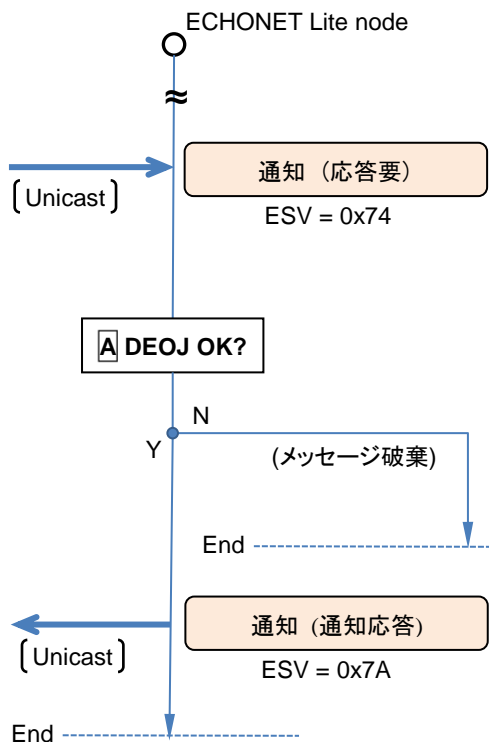 ECHONET Lite node
≈
通知（応答要）
[Unicast]
ESV = 0x74
A DEOJ OK?
N
Y
(メッセージ破棄)
End
通知 (通知応答)
[Unicast]
ESV = 0x7A
End